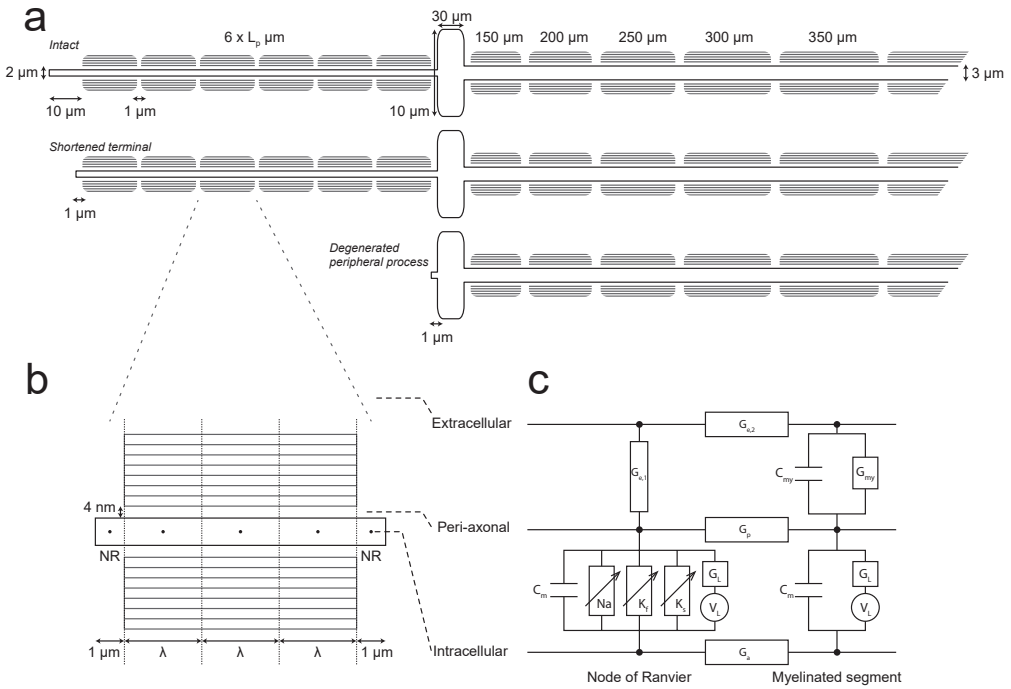 a
30 µm
Intact
6 x Lp µm
150 µm
200 µm
250 µm
300 µm
350 µm
2 µm
3 µm
10 µm
1 µm
10 µm
Shortened terminal
1 µm
Degenerated
peripheral process
1 µm
b
c
Extracellular
Ge,2
Cmy
Gmy
Ge,1
4 nm
Peri-axonal
Gp
NR
NR
Cm
Na
Kf
Ks
GL
VL
Cm
GL
VL
1 µm
λ
λ
λ
1 µm
Intracellular
Ga
Node of Ranvier
Myelinated segment